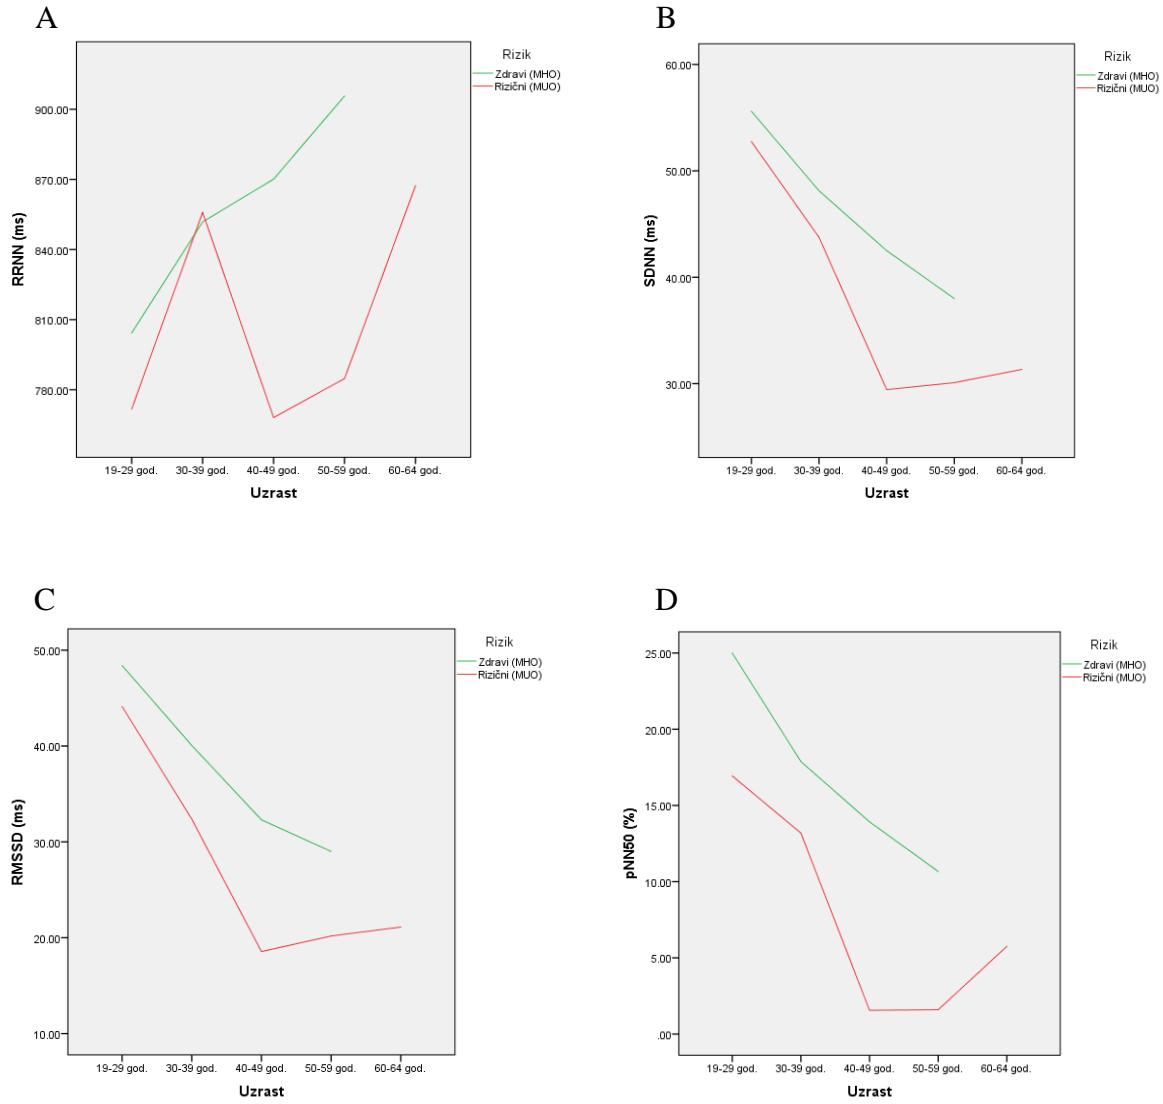 A
Rizik
Zdravi (MHO)
Rizični (MUO)
RRNN (ms)
900.00
870.00
840.00
810.00
780.00
19-29 god. 30-39 god. 40-49 god. 50-59 god. 60-64 god.
Uzrast
B
Rizik
Zdravi (MHO)
Rizični (MUO)
SDNN (ms)
60.00
50.00
40.00
30.00
19-29 god. 30-39 god. 40-49 god. 50-59 god. 60-64 god.
Uzrast
C
Rizik
Zdravi (MHO)
Rizični (MUO)
RMSSD (ms)
50.00
40.00
30.00
20.00
10.00
19-29 god. 30-39 god. 40-49 god. 50-59 god. 60-64 god.
Uzrast
D
Rizik
Zdravi (MHO)
Rizični (MUO)
pNN50 (%)
25.00
20.00
15.00
10.00
5.00
.00
19-29 god. 30-39 god. 40-49 god. 50-59 god. 60-64 god.
Uzrast